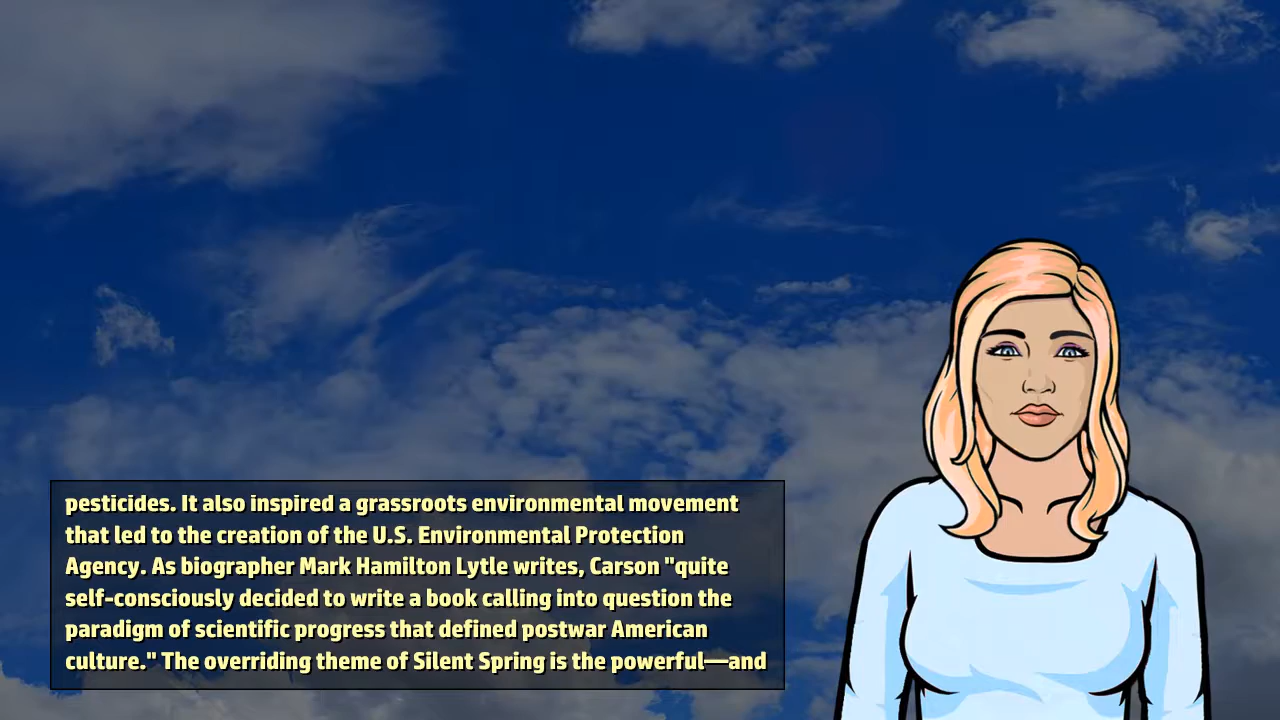 pesticides. It also inspired a grassroots environmental movement
that led to the creation of the U.S. Environmental Protection
Agency. As biographer Mark Hamilton Lytle writes, Carson "quite
self-consciously decided to write a book calling into question the
paradigm of scientific progress that defined postwar American
culture." The overriding theme of Silent Spring is the powerful—and